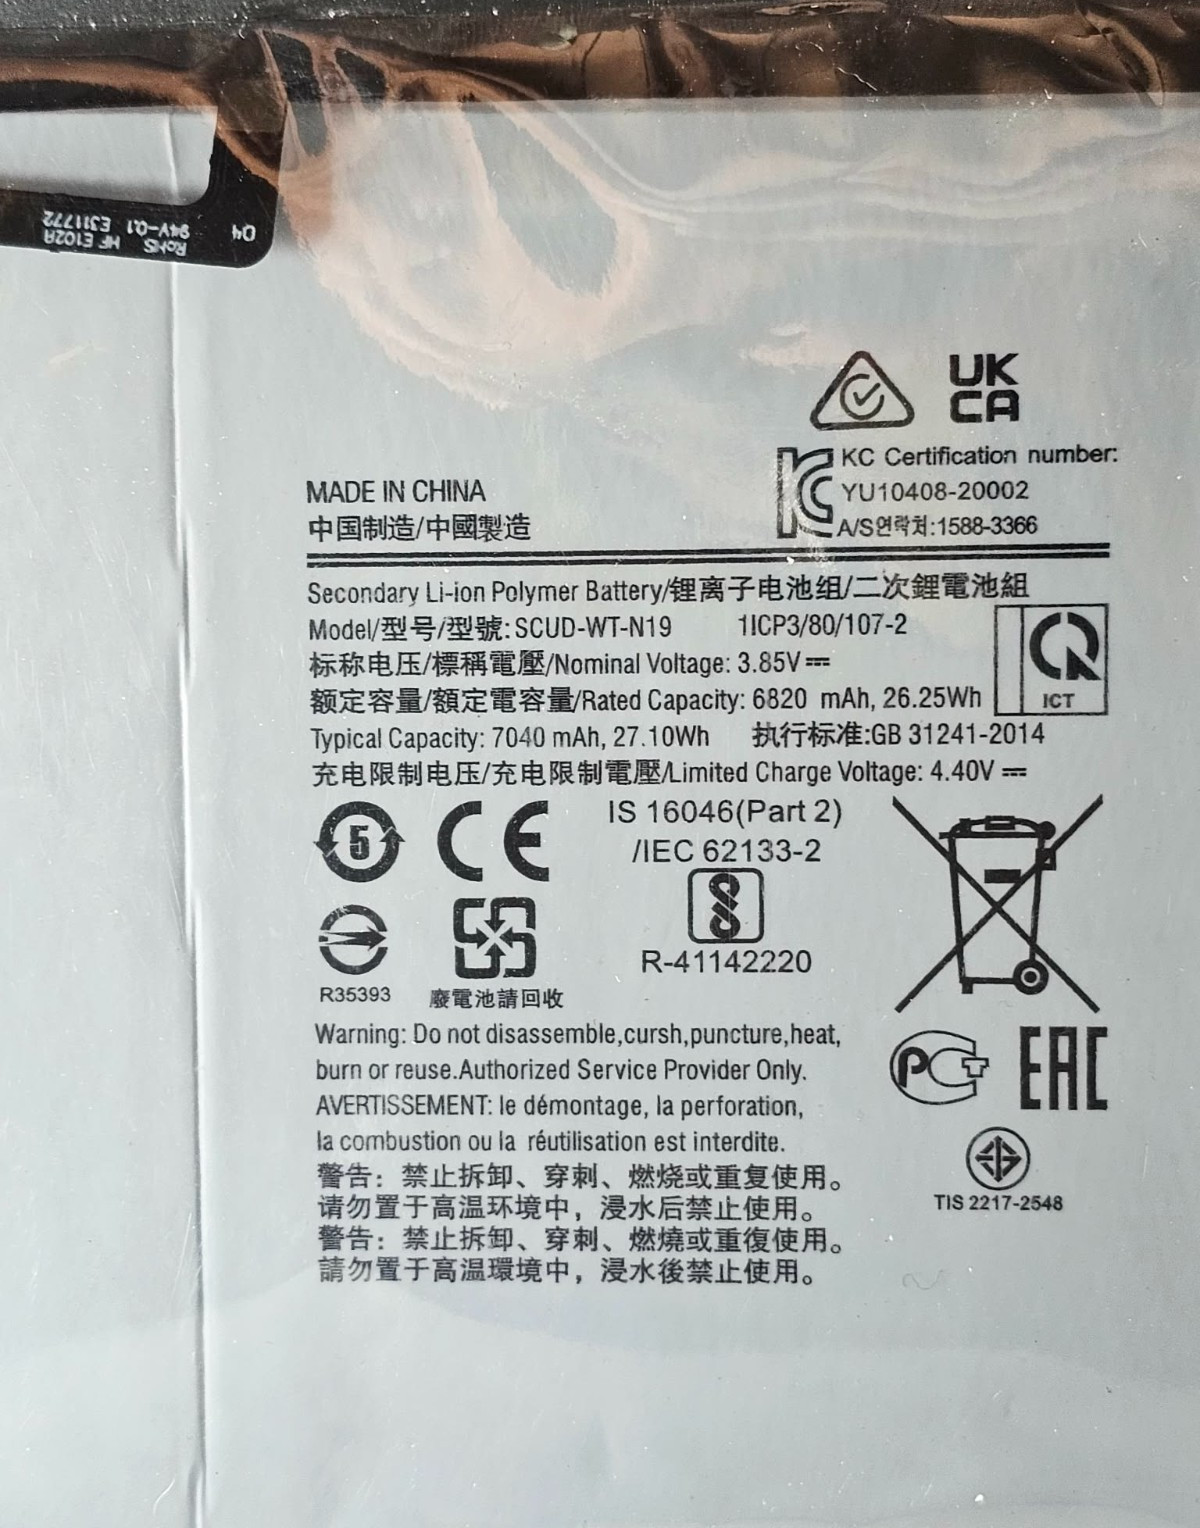 04
94V-0.1 E311772
RoHS HF E102A
UK
CA
KC Certification number:
YU10408-20002
A/S연락처:1588-3366
MADE IN CHINA
中国制造/中國製造
Secondary Li-ion Polymer Battery/锂离子电池组/二次鋰電池組
Model/型号/型號:SCUD-WT-N19 1ICP3/80/107-2
标称电压/標稱電壓/Nominal Voltage: 3.85V⎓
额定容量/額定電容量/Rated Capacity: 6820 mAh, 26.25Wh
ICT
Typical Capacity: 7040 mAh, 27.10Wh 执行标准:GB 31241-2014
充电限制电压/充电限制電壓/Limited Charge Voltage: 4.40V⎓
5
CE
IS 16046(Part 2)
/IEC 62133-2
R-41142220
R35393
廢電池請回收
Warning: Do not disassemble,cursh,puncture,heat,
burn or reuse.Authorized Service Provider Only.
AVERTISSEMENT: le démontage, la perforation,
la combustion ou la réutilisation est interdite.
警告：禁止拆卸、穿刺、燃烧或重复使用。
请勿置于高温环境中，浸水后禁止使用。
警告：禁止拆卸、穿刺、燃燒或重復使用。
請勿置于高温環境中，浸水後禁止使用。
PCT
EAC
TIS 2217-2548